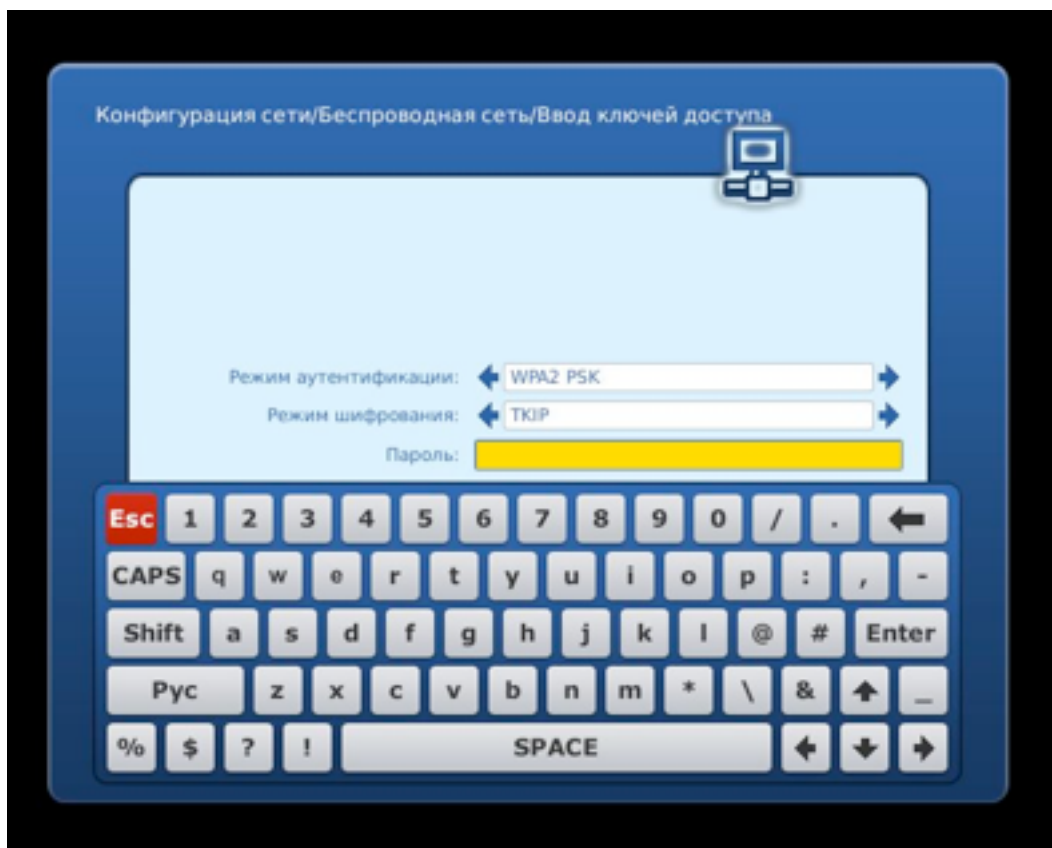 Конфигурация сети/Беспроводная сеть/Ввод ключей доступа
Режим аутентификации: WPA2 PSK
Режим шифрования: TKIP
Пароль:
Esc 1 2 3 4 5 6 7 8 9 0 / .
CAPS q w e r t y u i o p : , -
Shift a s d f g h j k l @ # Enter
Рус z x c v b n m * \ & _
% $ ? ! SPACE